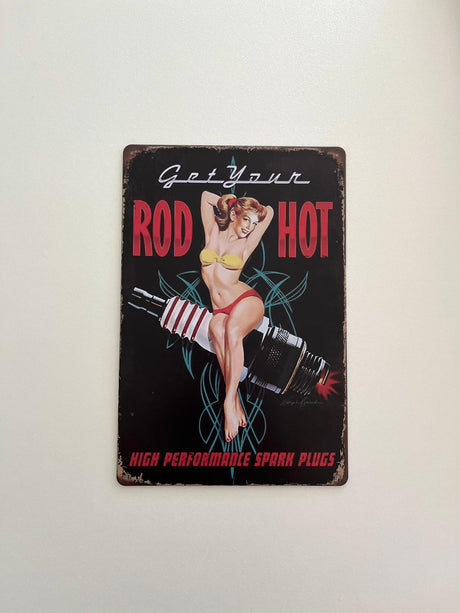 Get Your
ROD HOT
HIGH PERFORMANCE SPARK PLUGS